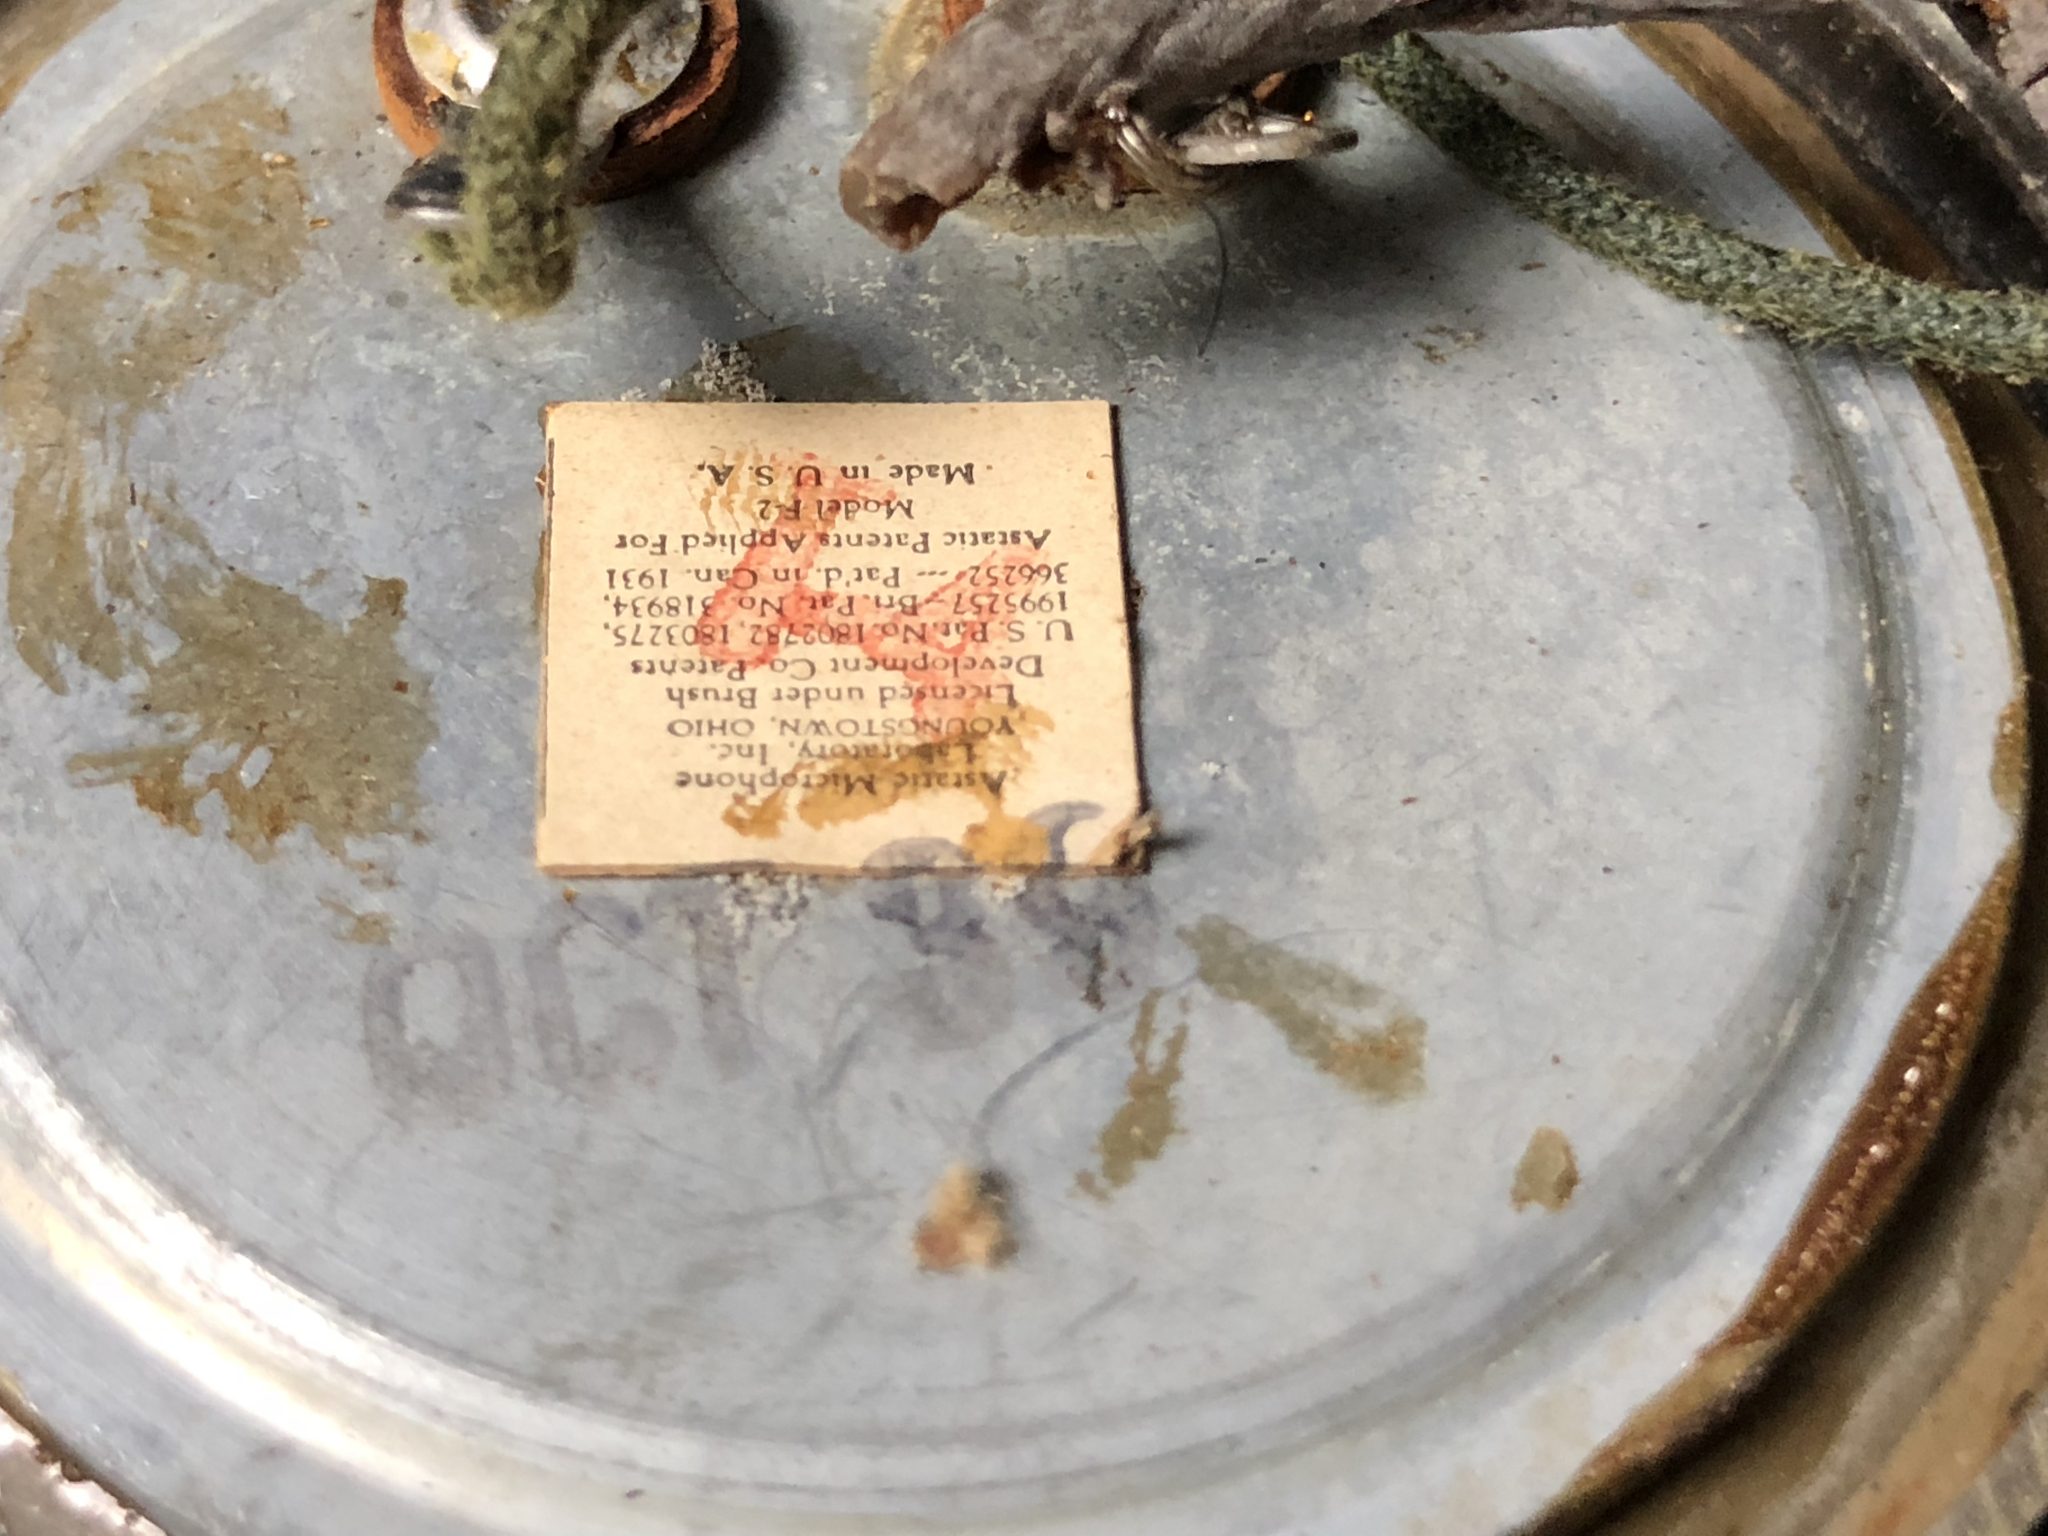 Astatic Microphone
Laboratory, Inc.
YOUNGSTOWN, OHIO
Licensed under Brush
Development Co. Patents
U. S. Pat. No. 1802782, 1803275,
1995257—Bri. Pat. No. 318934,
366252, --- Pat'd. in Can. 1931
Astatic Patents Applied For
Model F-2
Made in U. S. A.
OCT